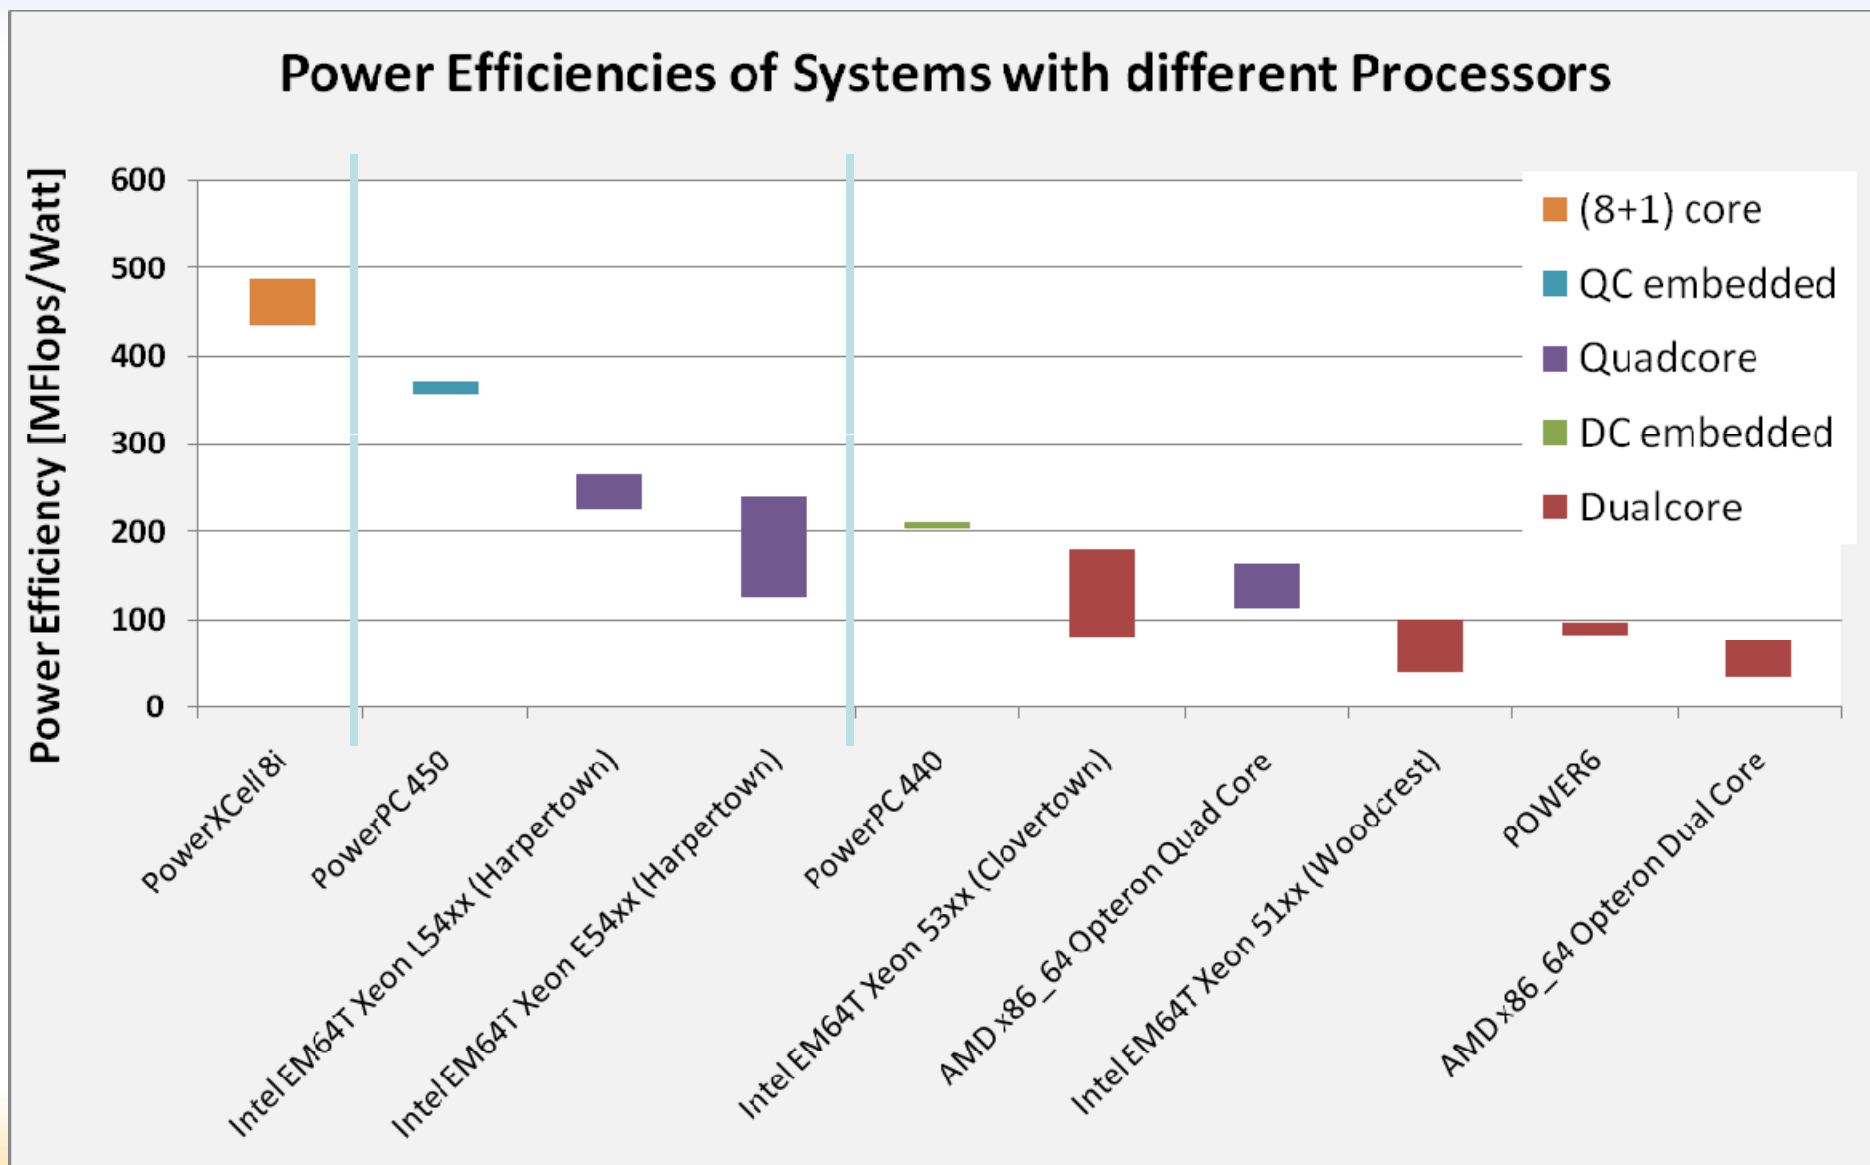 Power Efficiencies of Systems with different Processors
Power Efficiency [MFlops/Watt]
600
500
400
300
200
100
0
(8+1) core
QC embedded
Quadcore
DC embedded
Dualcore
PowerXCell 8i
PowerPC 450
Intel EM64T Xeon L54xx (Harpertown)
Intel EM64T Xeon E54xx (Harpertown)
PowerPC 440
Intel EM64T Xeon 53xx (Clovertown)
AMD x86_64 Opteron Quad Core
Intel EM64T Xeon 51xx (Woodcrest)
POWER6
AMD x86_64 Opteron Dual Core